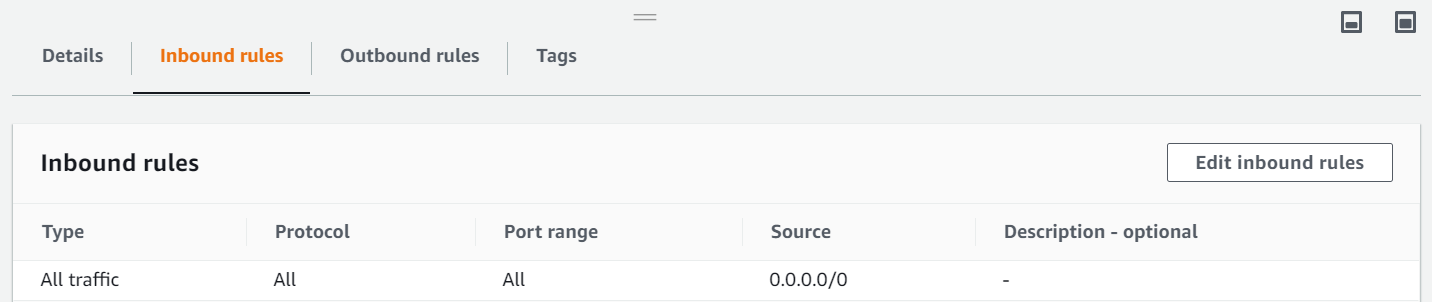 Details Inbound rules Outbound rules Tags
Inbound rules Edit inbound rules
Type Protocol Port range Source Description - optional
All traffic All All 0.0.0.0/0 -